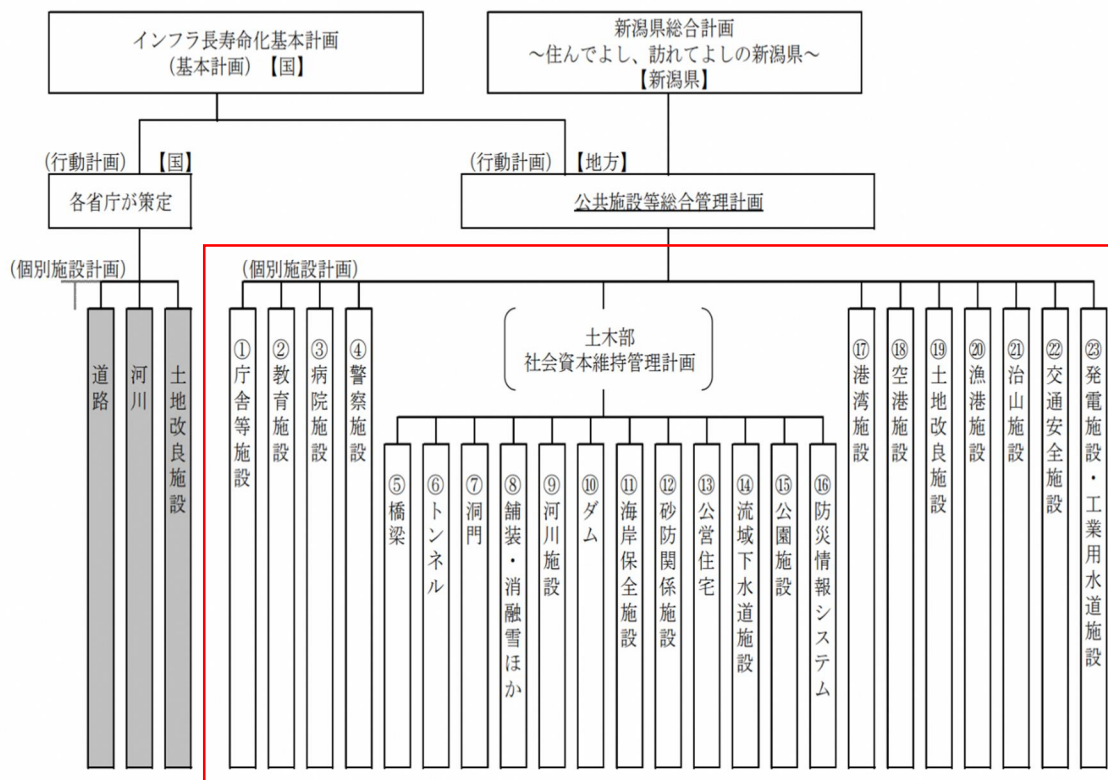 インフラ長寿命化基本計画
(基本計画)【国】
新潟県総合計画
～住んでよし、訪れてよしの新潟県～
【新潟県】
(行動計画)
【国】
各省庁が策定
(行動計画)
【地方】
公共施設等総合管理計画
(個別施設計画)
道路
河川
土地改良施設
(個別施設計画)
①庁舎等施設
②教育施設
③病院施設
④警察施設
土木部
社会資本維持管理計画
⑤橋梁
⑥トンネル
⑦洞門
⑧舗装・消融雪ほか
⑨河川施設
⑩ダム
⑪海岸保全施設
⑫砂防関係施設
⑬公営住宅
⑭流域下水道施設
⑮公園施設
⑯防災情報システム
⑰港湾施設
⑱空港施設
⑲土地改良施設
⑳漁港施設
㉑治山施設
㉒交通安全施設
㉓発電施設・工業用水道施設